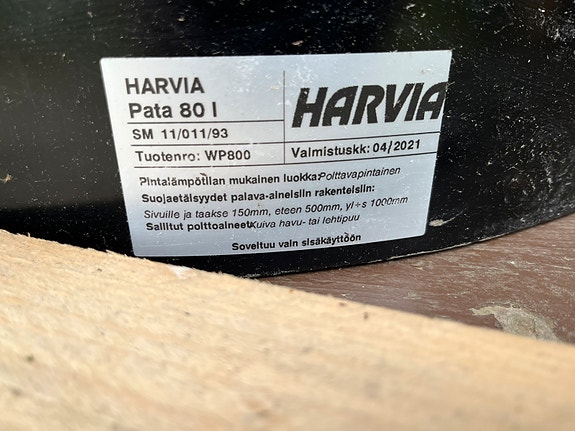 HARVIA
Pata 80 l
HARVIA
SM 11/011/93
Tuotenro: WP800
Valmistuskk: 04/2021
Pintalämpötilan mukainen luokka:Polttavapintainen
Suojaetäisyydet palava-aineisiin rakenteisiin:
Sivuille ja taakse 150mm, eteen 500mm, yl÷s 1000mm
Sallitut polttoaineet:Kuiva havu- tai lehtipuu
Soveltuu vain sisäkäyttöön